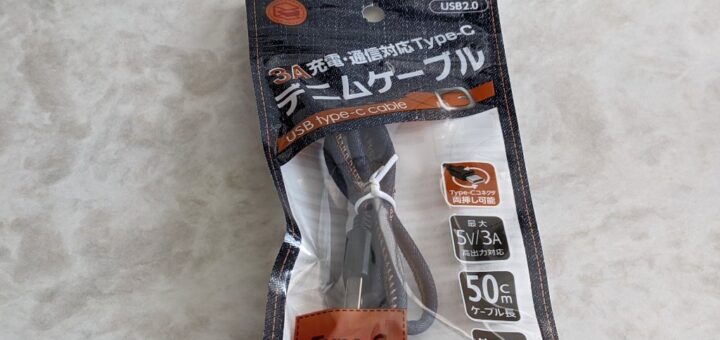 USB2.0
3A 充電・通信対応Type-C
デニムケーブル
USB type-C cable
Type-Cコネクタ
両挿し可能
最大
5V/3A
高出力対応
50cm
ケーブル長